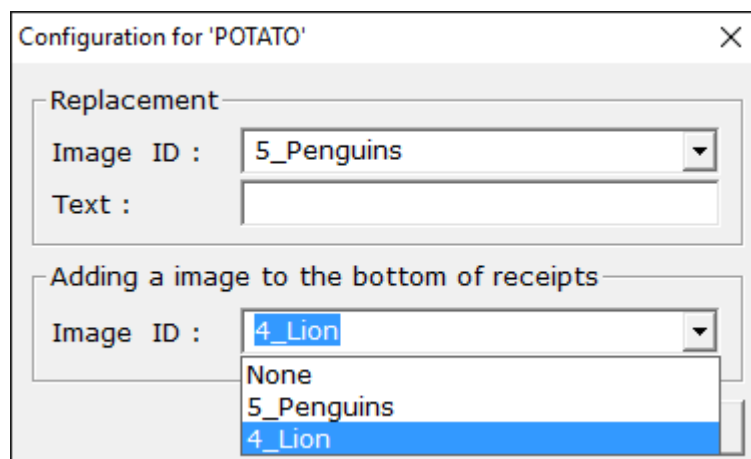 Configuration for 'POTATO'
Replacement
Image ID : 5_Penguins
Text :
Adding a image to the bottom of receipts
Image ID : 4_Lion
None
5_Penguins
4_Lion